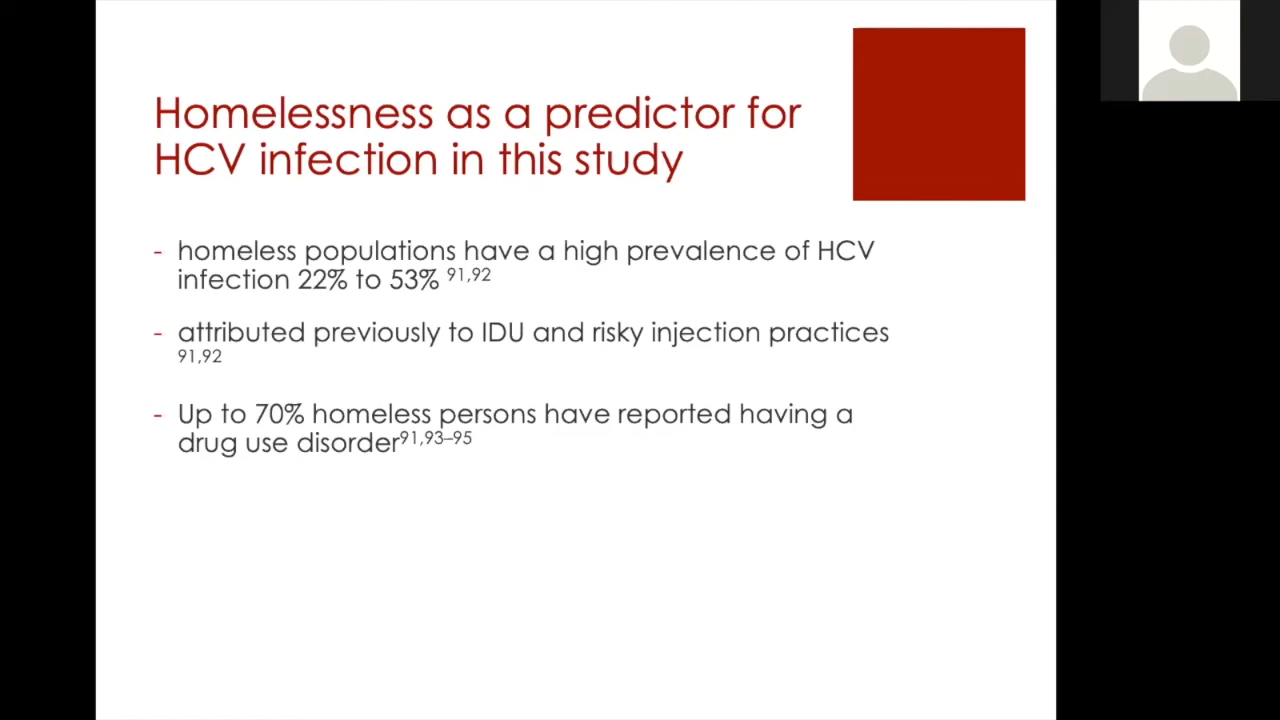 Homelessness as a predictor for
HCV infection in this study
- homeless populations have a high prevalence of HCV
infection 22% to 53% 91,92
- attributed previously to IDU and risky injection practices
91,92
- Up to 70% homeless persons have reported having a
drug use disorder91,93–95